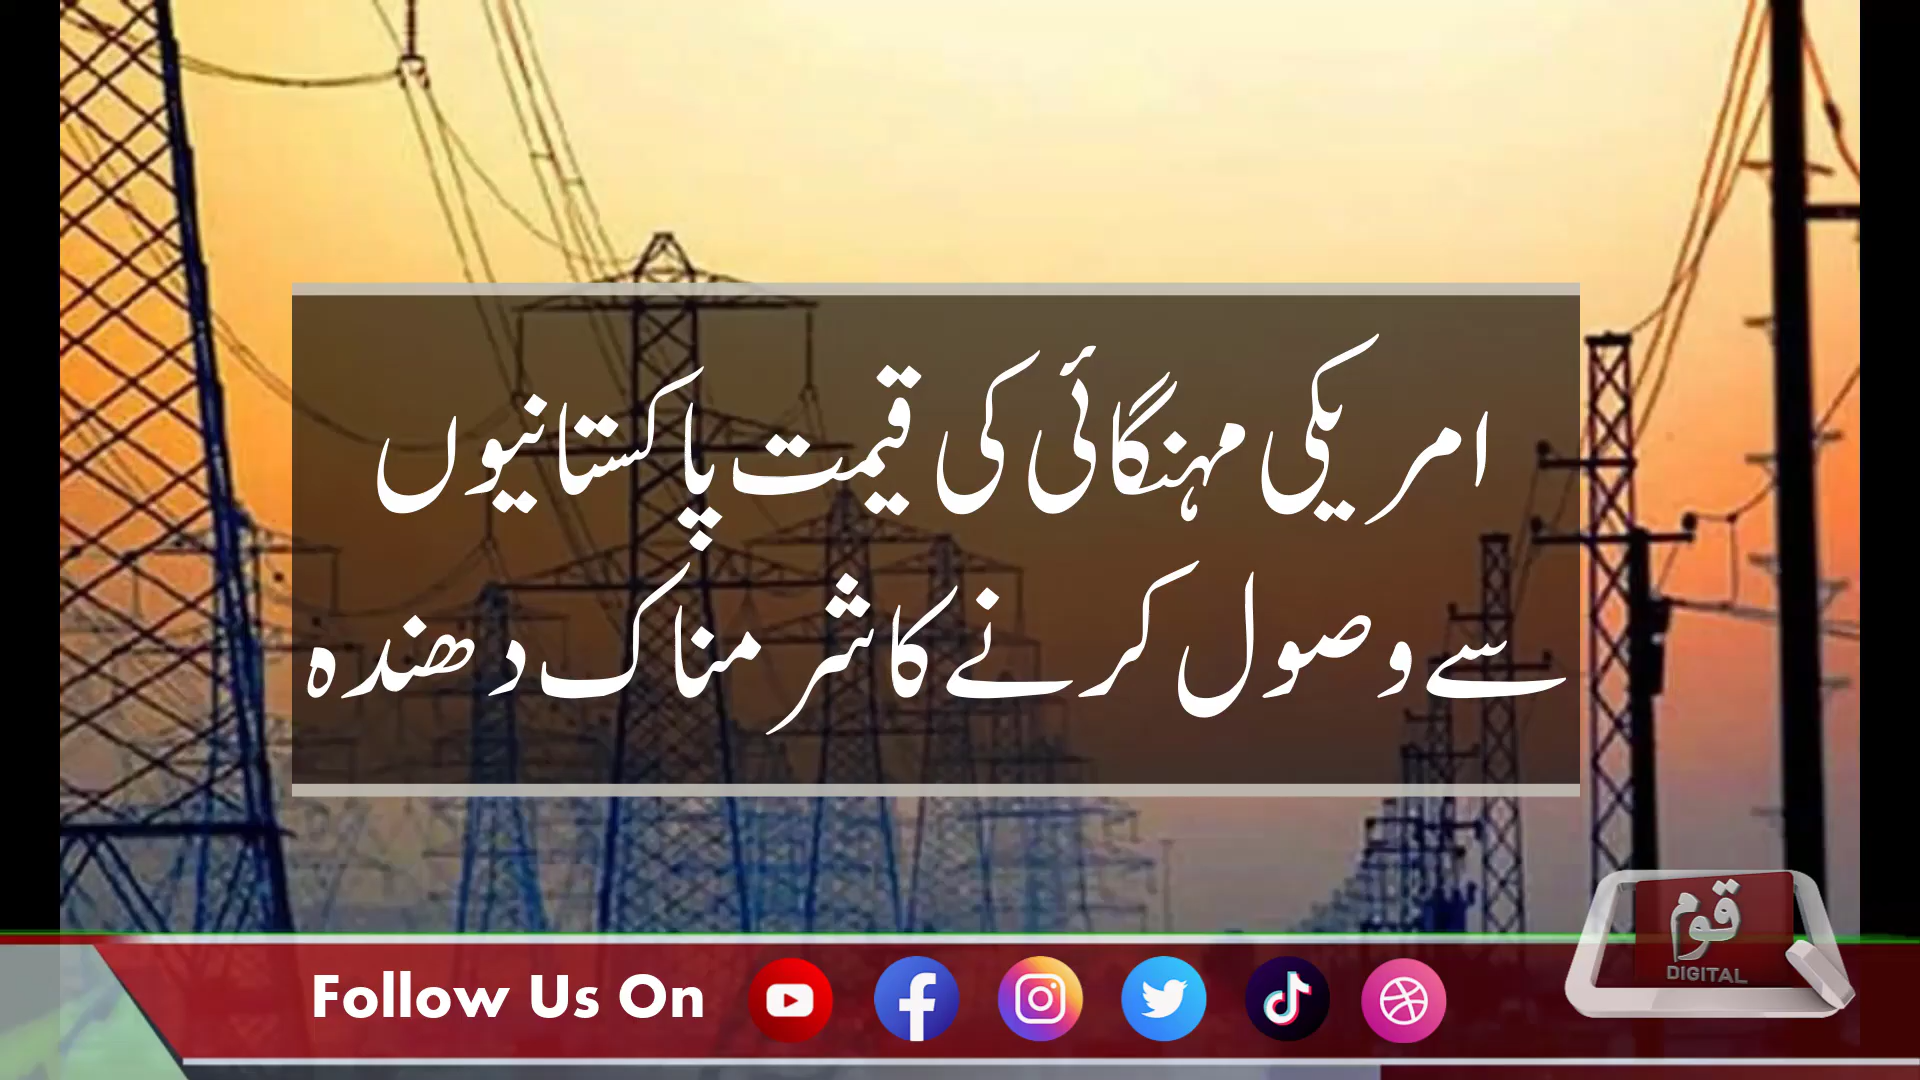 امریکی مہنگائی کی قیمت پاکستانیوں
سے وصول کرنے کا شرمناک دھندہ
قوم
DIGITAL
Follow Us On